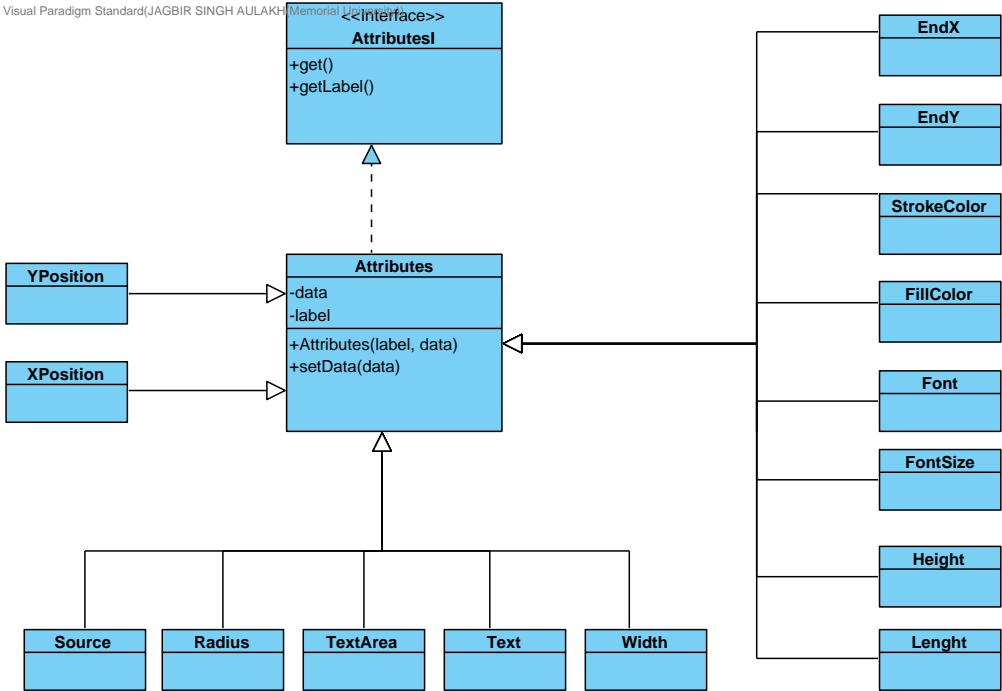 Visual Paradigm Standard(JAGBIR SINGH AULAKH(Memorial University))
<<Interface>>
AttributesI
+get()
+getLabel()
Attributes
-data
-label
+Attributes(label, data)
+setData(data)
YPosition
XPosition
EndX
EndY
StrokeColor
FillColor
Font
FontSize
Height
Lenght
Source
Radius
TextArea
Text
Width